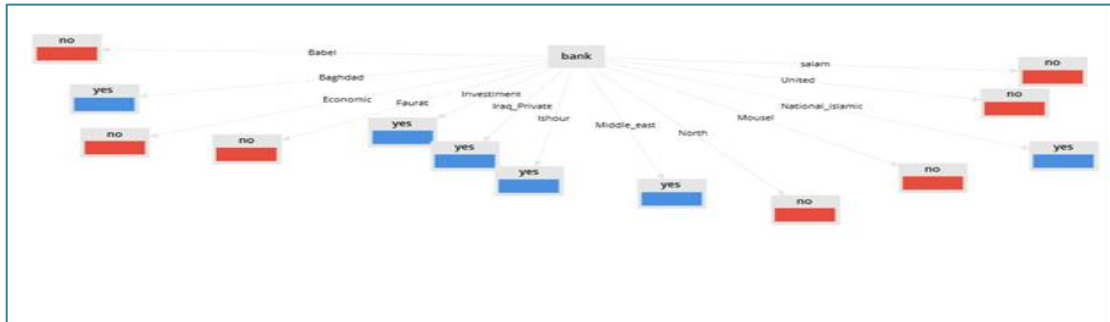 no
bank
Babel
salam
no
Baghdad
United
yes
Economic
Faurat
Investiment
Iraq_Private
Ishour
Middle_east
North
Mousel
National_islamic
no
no
no
yes
yes
yes
yes
no
no
yes